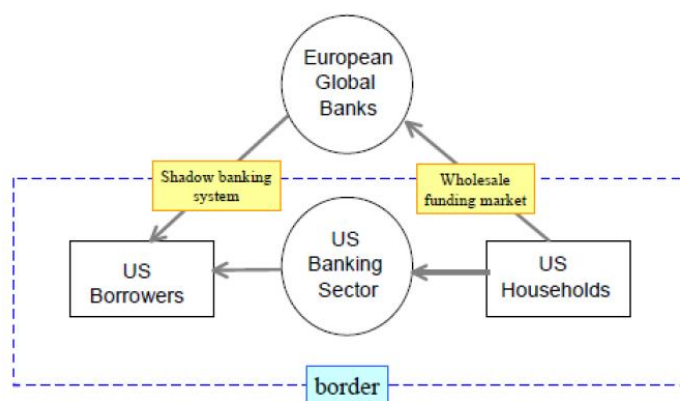 European
Global
Banks
Shadow banking
system
Wholesale
funding market
US
Borrowers
US
Banking
Sector
US
Households
border